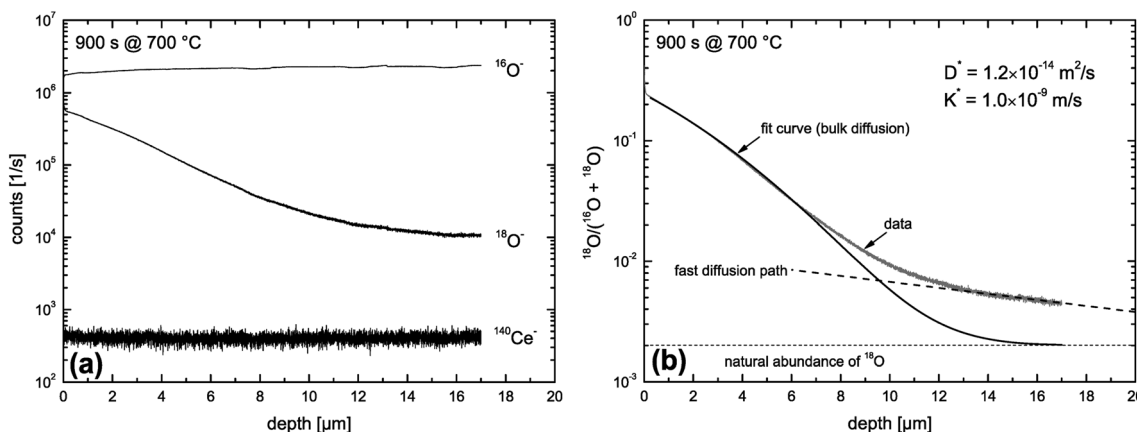 900 s @ 700 °C
¹⁶O⁻
¹⁸O⁻
¹⁴⁰Ce⁻
(a)
counts [1/s]
10⁷
10⁶
10⁵
10⁴
10³
10²
0 2 4 6 8 10 12 14 16 18 20
depth [µm]
900 s @ 700 °C
D* = 1.2×10⁻¹⁴ m²/s
K* = 1.0×10⁻⁹ m/s
fit curve (bulk diffusion)
data
fast diffusion path
natural abundance of ¹⁸O
(b)
¹⁸O/(¹⁶O + ¹⁸O)
10⁰
10⁻¹
10⁻²
10⁻³
0 2 4 6 8 10 12 14 16 18 20
depth [µm]